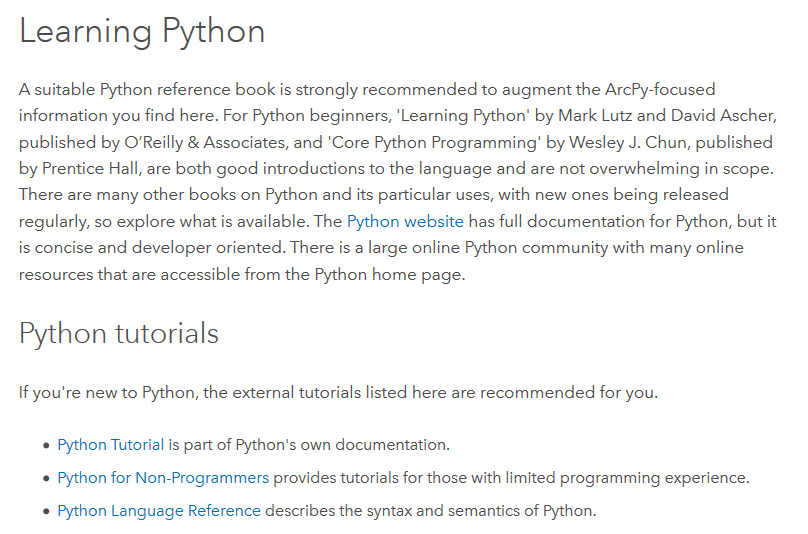 Learning Python
A suitable Python reference book is strongly recommended to augment the ArcPy-focused
information you find here. For Python beginners, 'Learning Python' by Mark Lutz and David Ascher,
published by O’Reilly & Associates, and 'Core Python Programming' by Wesley J. Chun, published
by Prentice Hall, are both good introductions to the language and are not overwhelming in scope.
There are many other books on Python and its particular uses, with new ones being released
regularly, so explore what is available. The Python website has full documentation for Python, but it
is concise and developer oriented. There is a large online Python community with many online
resources that are accessible from the Python home page.
Python tutorials
If you're new to Python, the external tutorials listed here are recommended for you.
• Python Tutorial is part of Python's own documentation.
• Python for Non-Programmers provides tutorials for those with limited programming experience.
• Python Language Reference describes the syntax and semantics of Python.